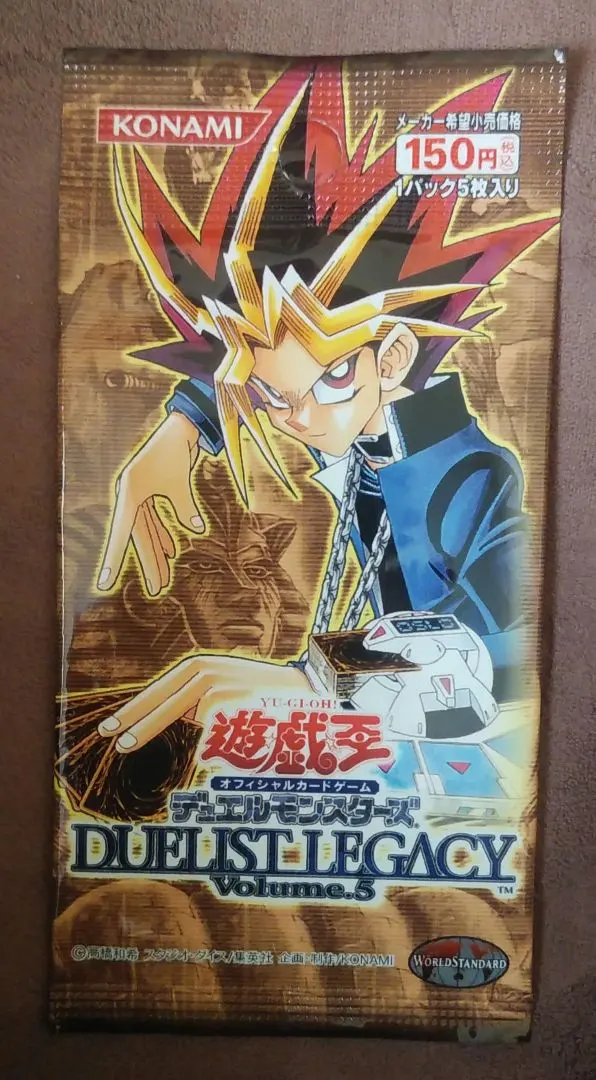 KONAMI
メーカー希望小売価格
150円税込
1パック5枚入り
YU-GI-OH!
遊戯王
オフィシャルカードゲーム
デュエルモンスターズ
DUELIST LEGACY
TM
Volume.5
©高橋和希 スタジオ・ダイス/集英社 企画・制作/KONAMI
WORLDSTANDARD